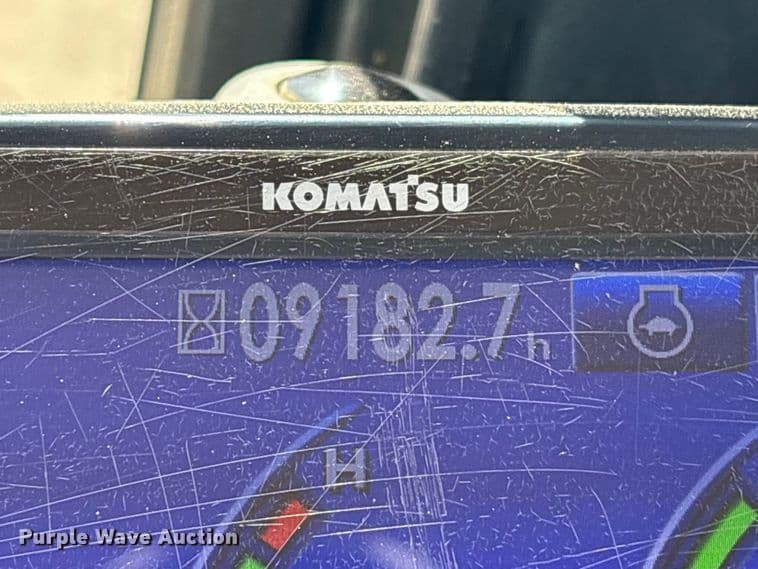 KOMATSU
09182.7 h
H
Purple Wave Auction